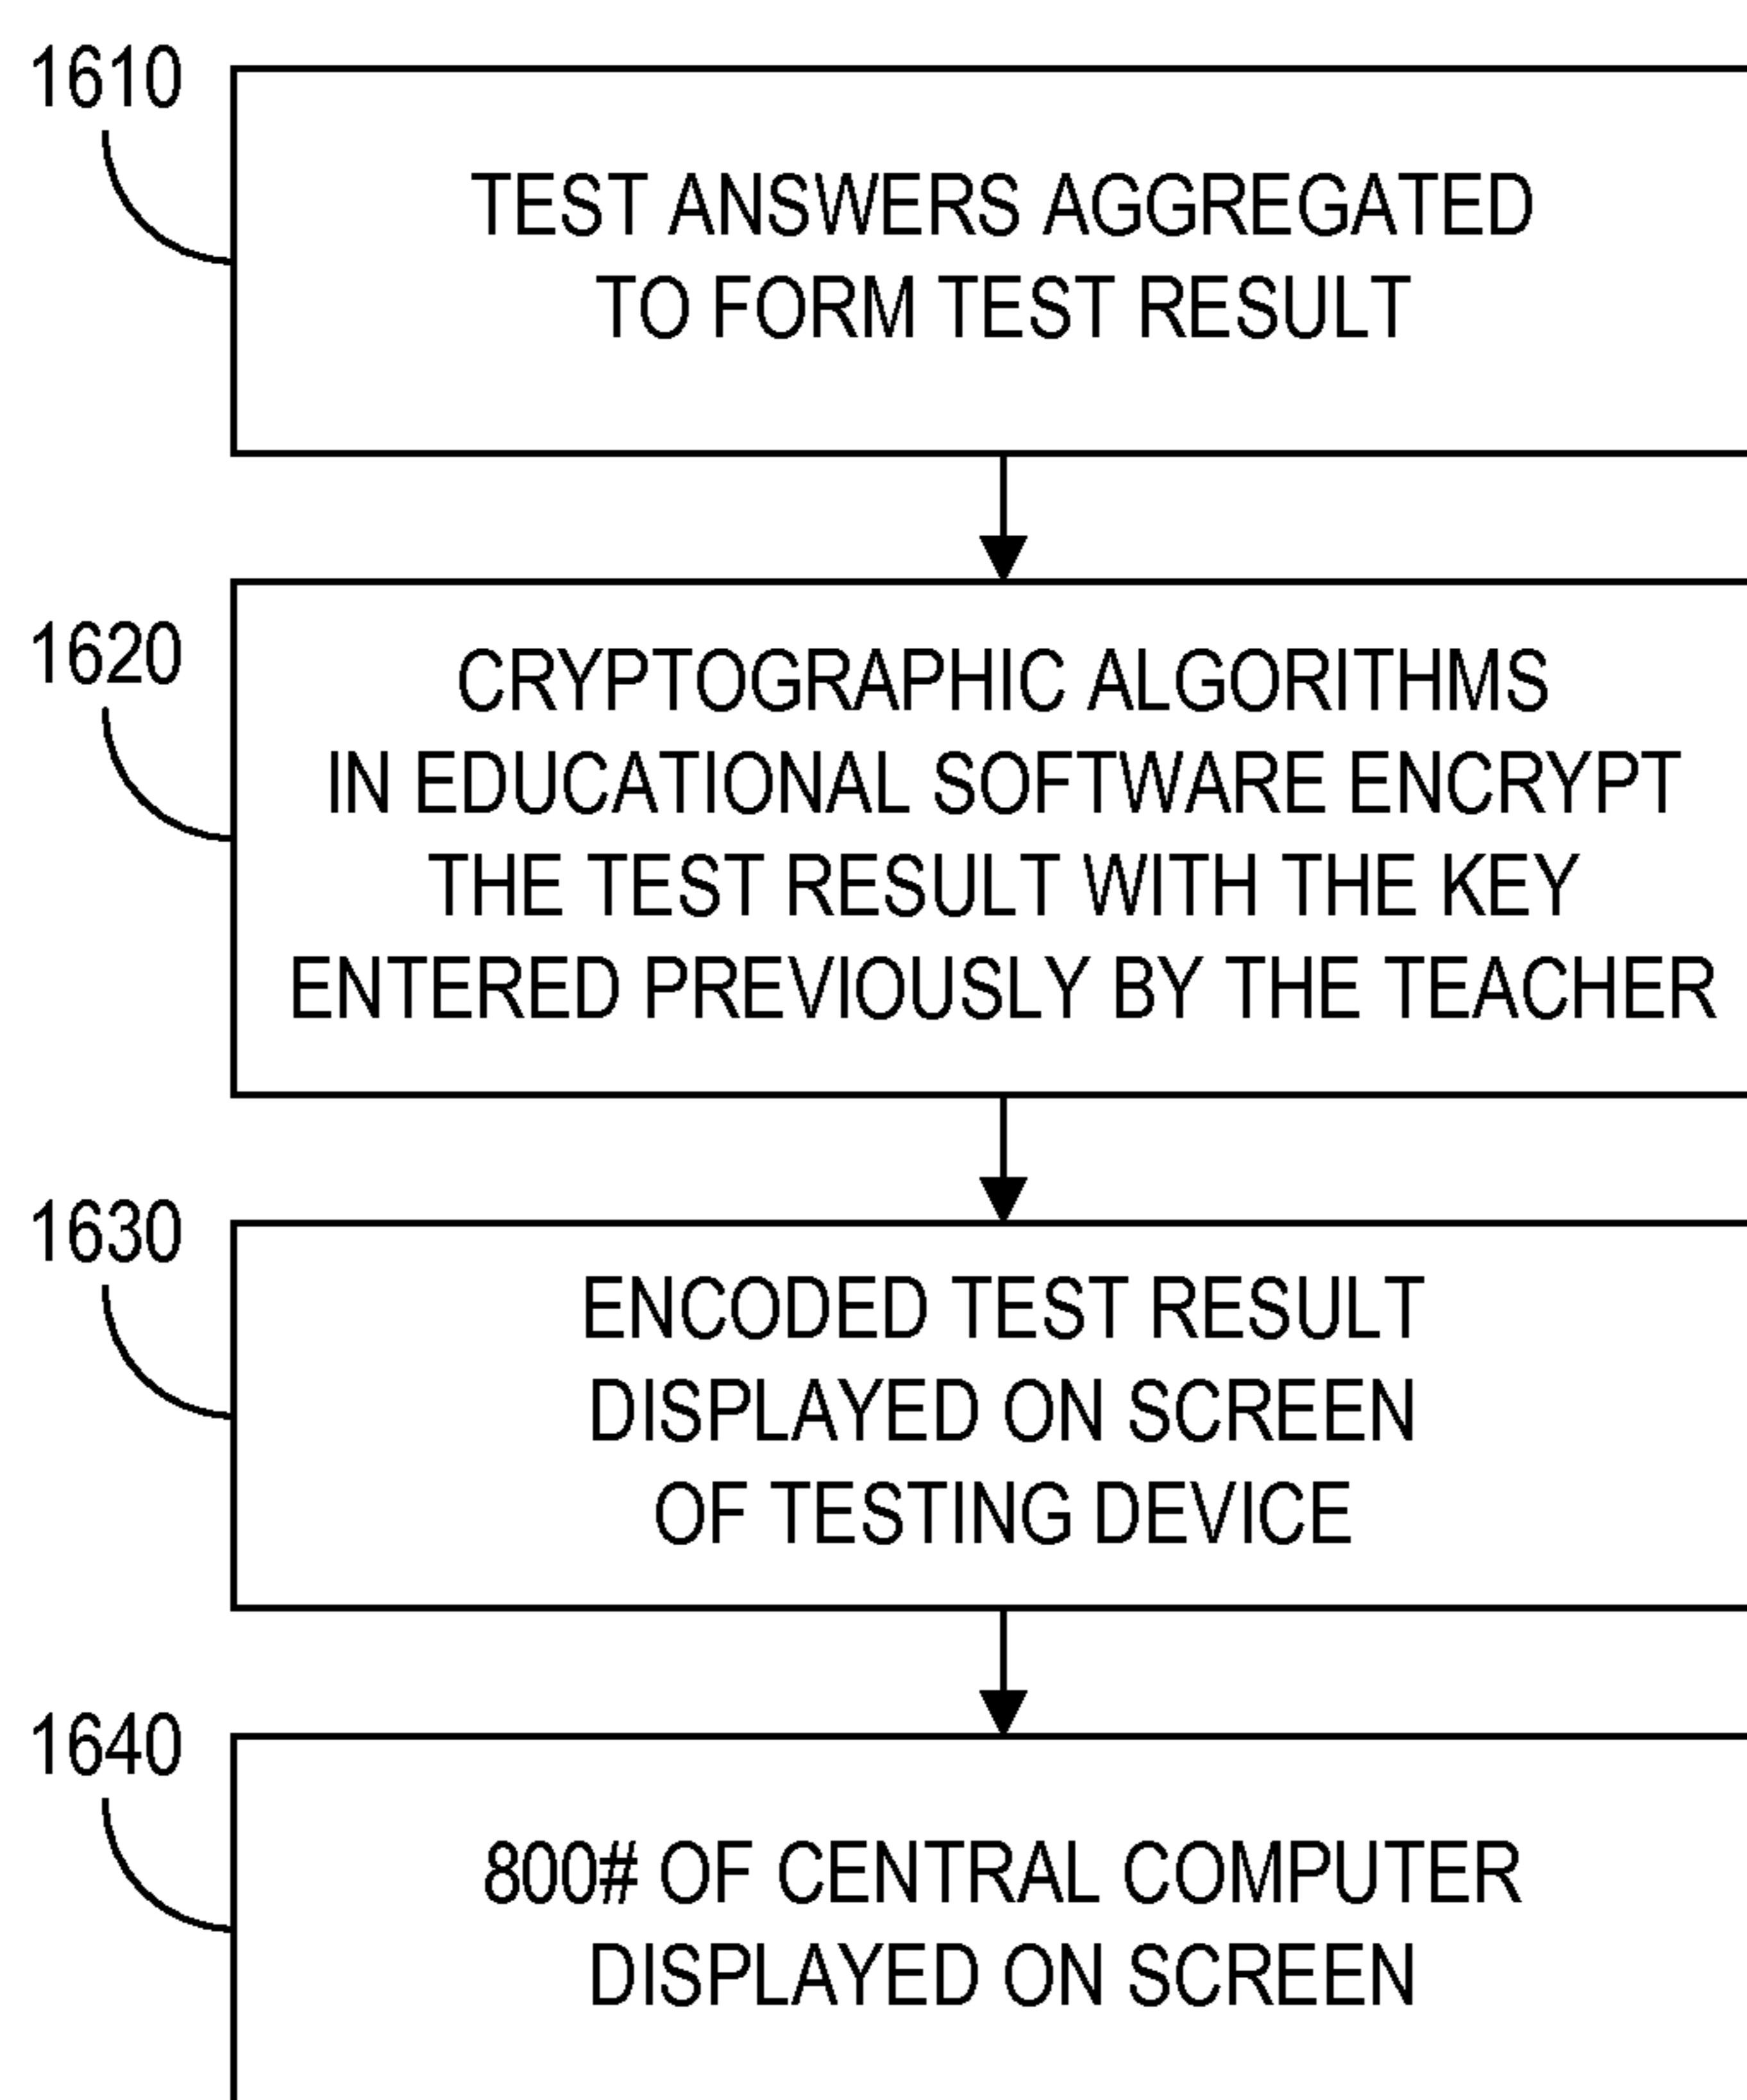 1610
TEST ANSWERS AGGREGATED
TO FORM TEST RESULT
1620
CRYPTOGRAPHIC ALGORITHMS
IN EDUCATIONAL SOFTWARE ENCRYPT
THE TEST RESULT WITH THE KEY
ENTERED PREVIOUSLY BY THE TEACHER
1630
ENCODED TEST RESULT
DISPLAYED ON SCREEN
OF TESTING DEVICE
1640
800# OF CENTRAL COMPUTER
DISPLAYED ON SCREEN